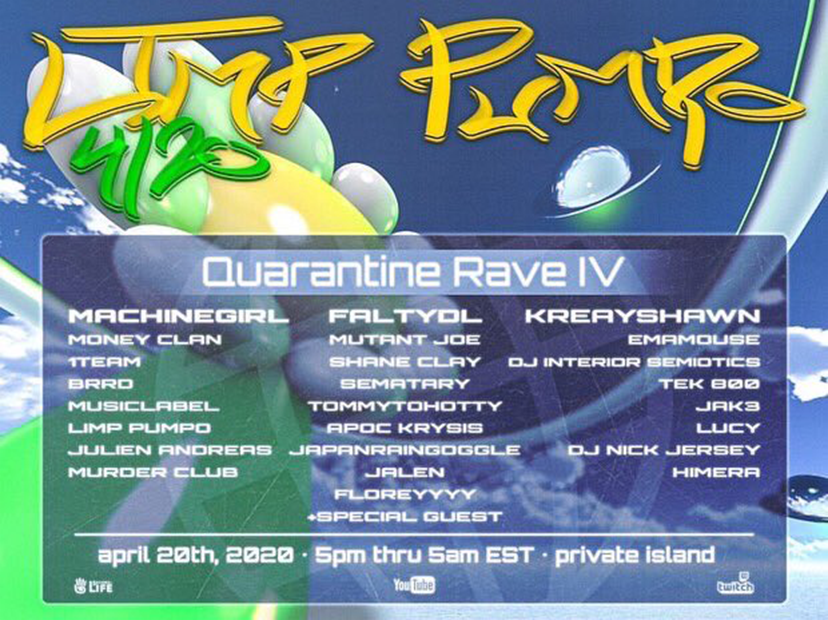 LIMP PUMPO
4/20
Quarantine Rave IV
MACHINEGIRL FALTYDL KREAYSHAWN
MONEY CLAN MUTANT JOE EMAMOUSE
1TEAM SHANE CLAY DJ INTERIOR SEMIOTICS
BRRD SEMATARY TEK 800
MUSICLABEL TOMMYTOHOTTY JAK3
LIMP PUMPO APOC KRYSIS LUCY
JULIEN ANDREAS JAPANRAINGOGGLE DJ NICK JERSEY
MURDER CLUB JALEN HIMERA
FLOREYYYY
+SPECIAL GUEST
april 20th, 2020 · 5pm thru 5am EST · private island
LIFE YouTube twitch